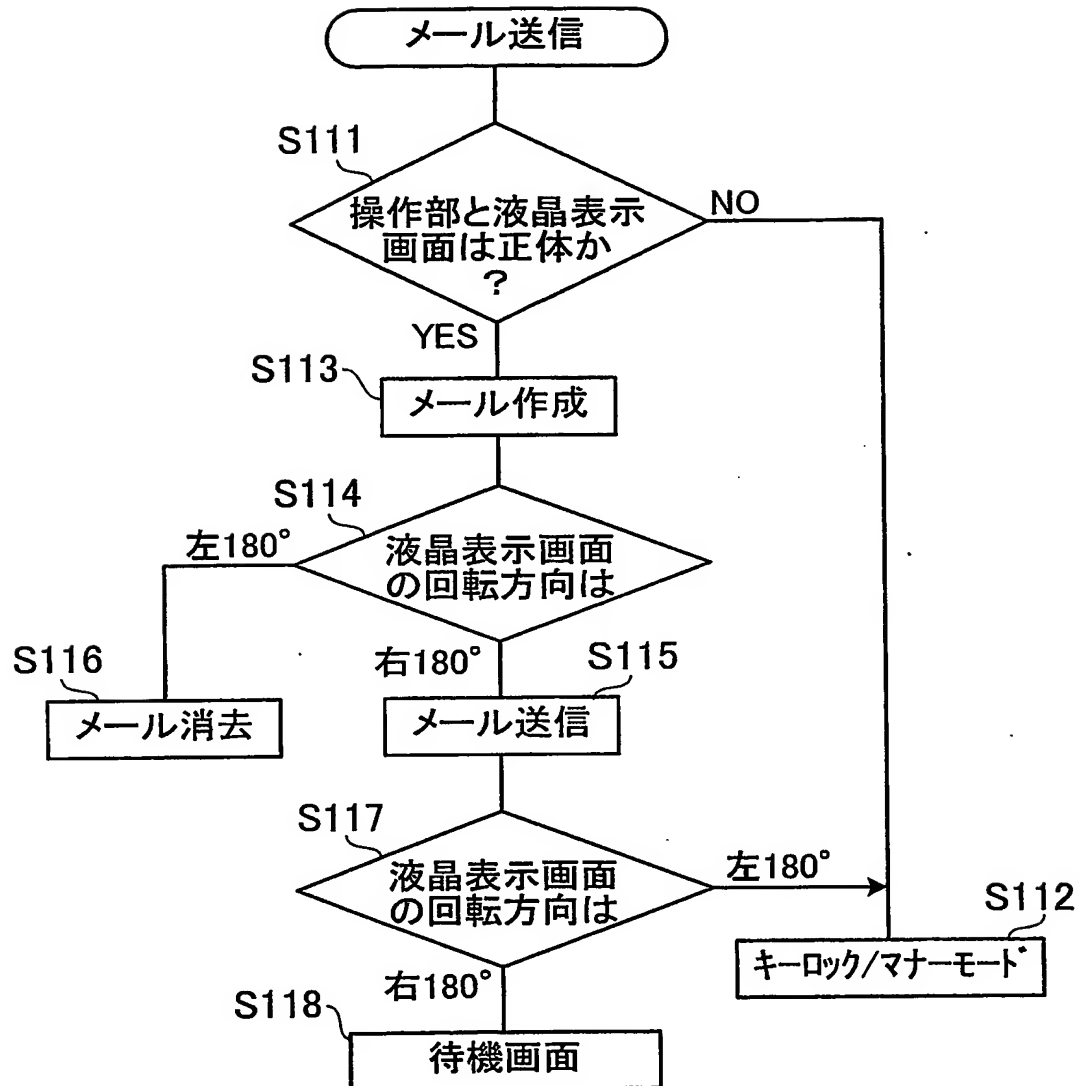 メール送信
S111
操作部と液晶表示
画面は正体か
?
NO
YES
S113
メール作成
S114
左180°
液晶表示画面
の回転方向は
右180°
S116
メール消去
S115
メール送信
S117
液晶表示画面
の回転方向は
左180°
S112
キーロック/マナーモード
右180°
S118
待機画面